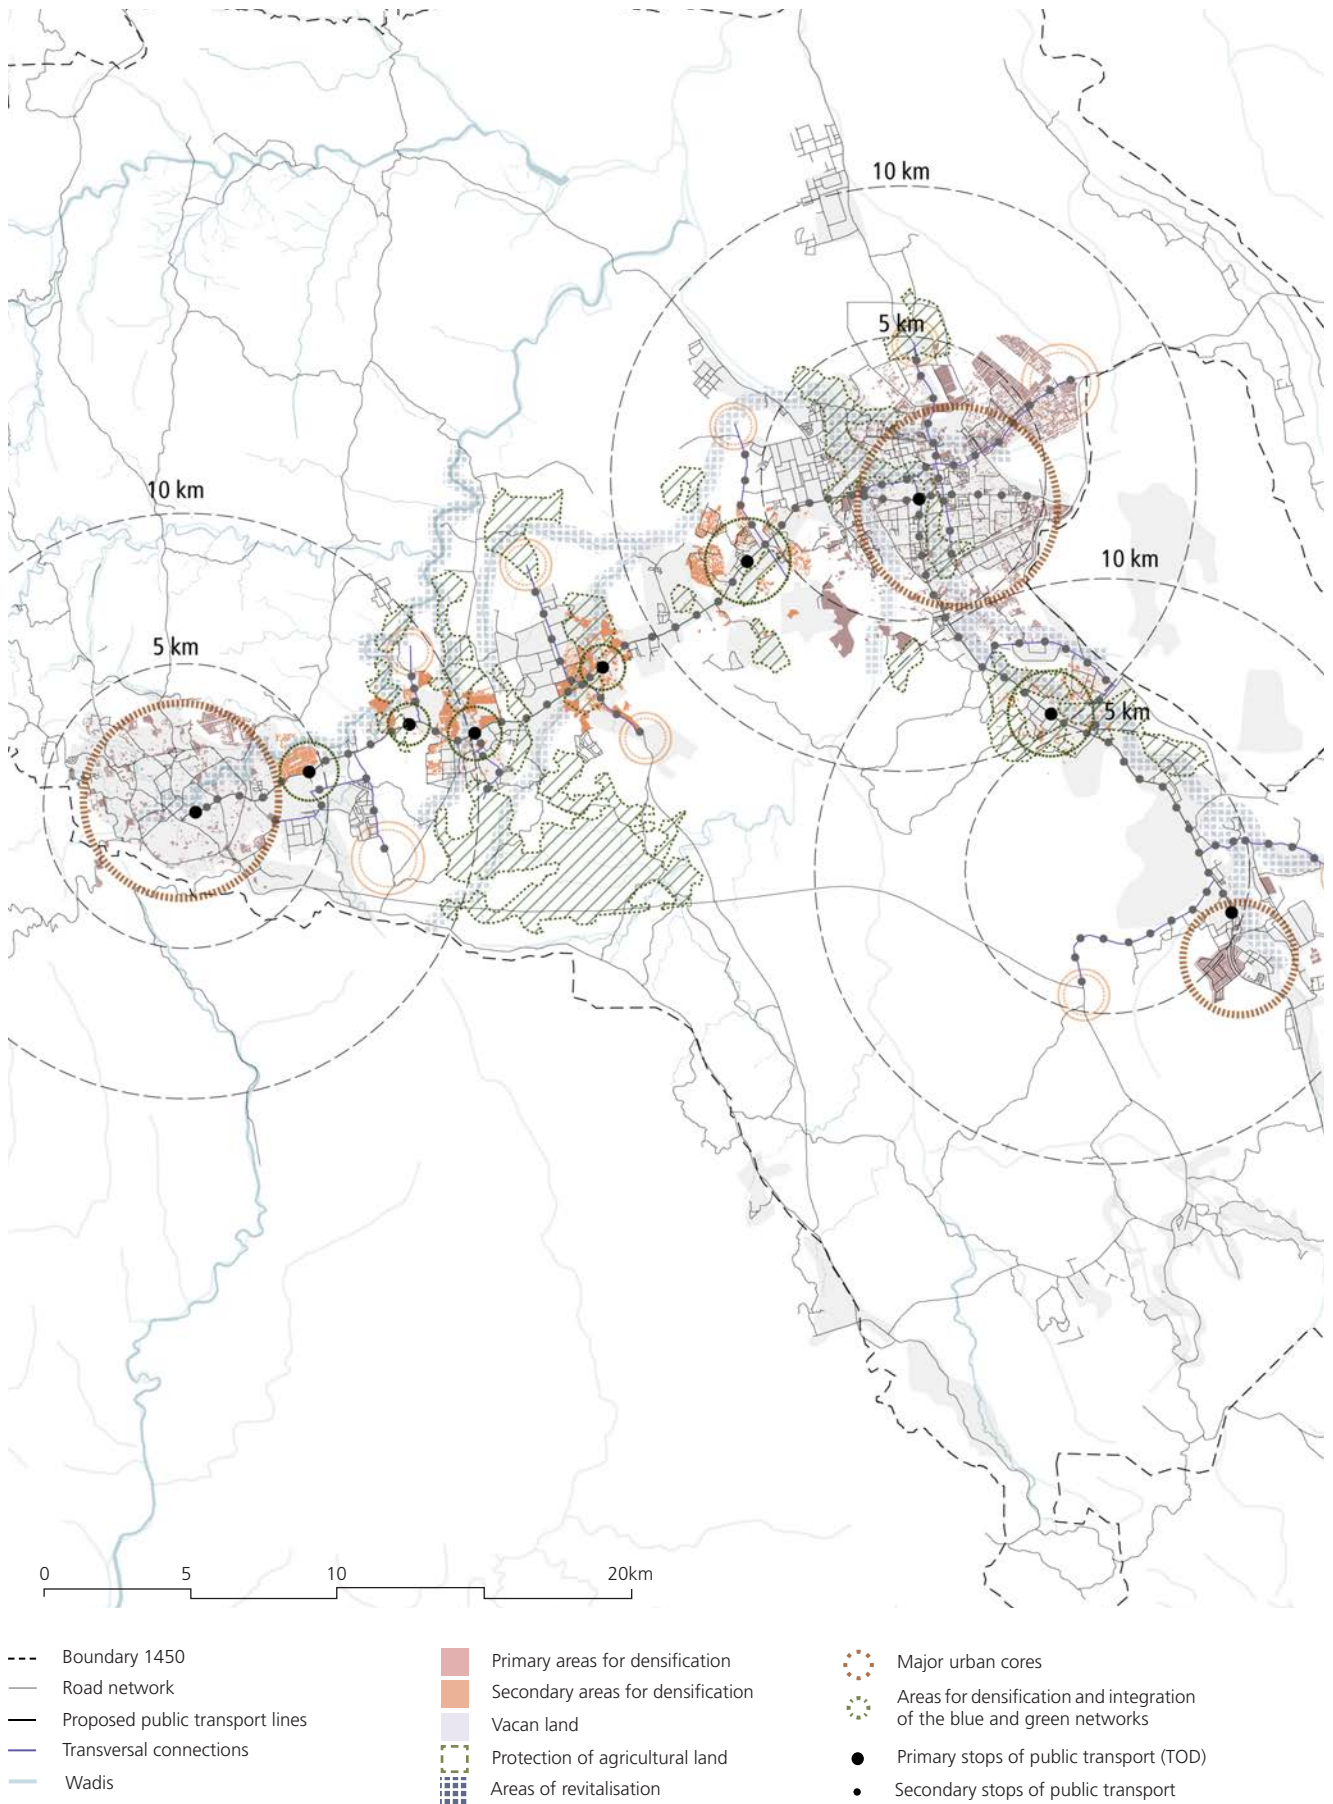 10 km
5 km
10 km
10 km
5 km
5 km
0 5 10 20km
Boundary 1450
Road network
Proposed public transport lines
Transversal connections
Wadis
Primary areas for densification
Secondary areas for densification
Vacan land
Protection of agricultural land
Areas of revitalisation
Major urban cores
Areas for densification and integration
of the blue and green networks
Primary stops of public transport (TOD)
Secondary stops of public transport